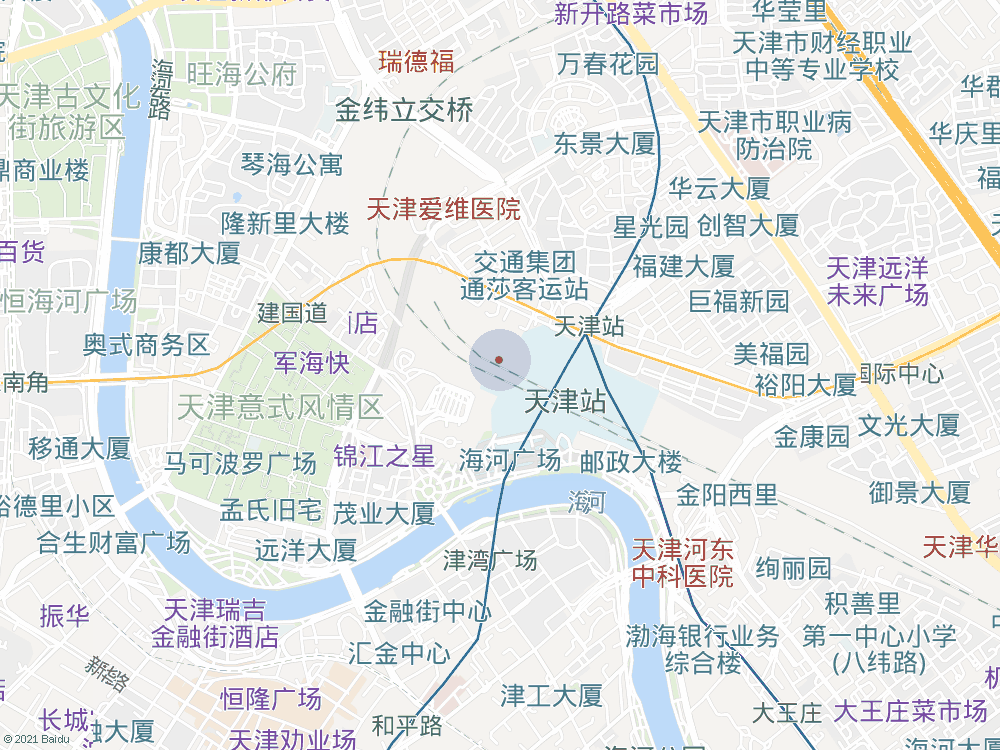 新开路菜市场
华莹里
天津市财经职业
中等专业学校
瑞德福
万春花园
旺海公府
海河东路
天津古文化
街旅游区
金纬立交桥
华群
天津市职业病
防治院
东景大厦
华庆里
鼎商业楼
琴海公寓
华云大厦
天津爱维医院
隆新里大楼
星光园
创智大厦
百货
康都大厦
交通集团
通莎客运站
福建大厦
天津远洋
未来广场
恒海河广场
建国道
酒店
天津站
巨福新园
奥式商务区
军海快
美福园
南角
国际中心
裕阳大厦
天津意式风情区
天津站
文光大厦
金康园
移通大厦
马可波罗广场
锦江之星
海河广场
邮政大楼
金阳西里
御景大厦
裕德里小区
孟氏旧宅
茂业大厦
海河
合生财富广场
远洋大厦
津湾广场
天津河东
中科医院
天津华
绚丽园
振华
天津瑞吉
金融街酒店
金融街中心
积善里
汇金中心
渤海银行业务
综合楼
第一中心小学
(八纬路)
恒隆广场
津工大厦
长城
融大厦
和平路
大王庄
大王庄菜市场
天津劝业场
海河公园
海河大厦
© 2021 Baidu